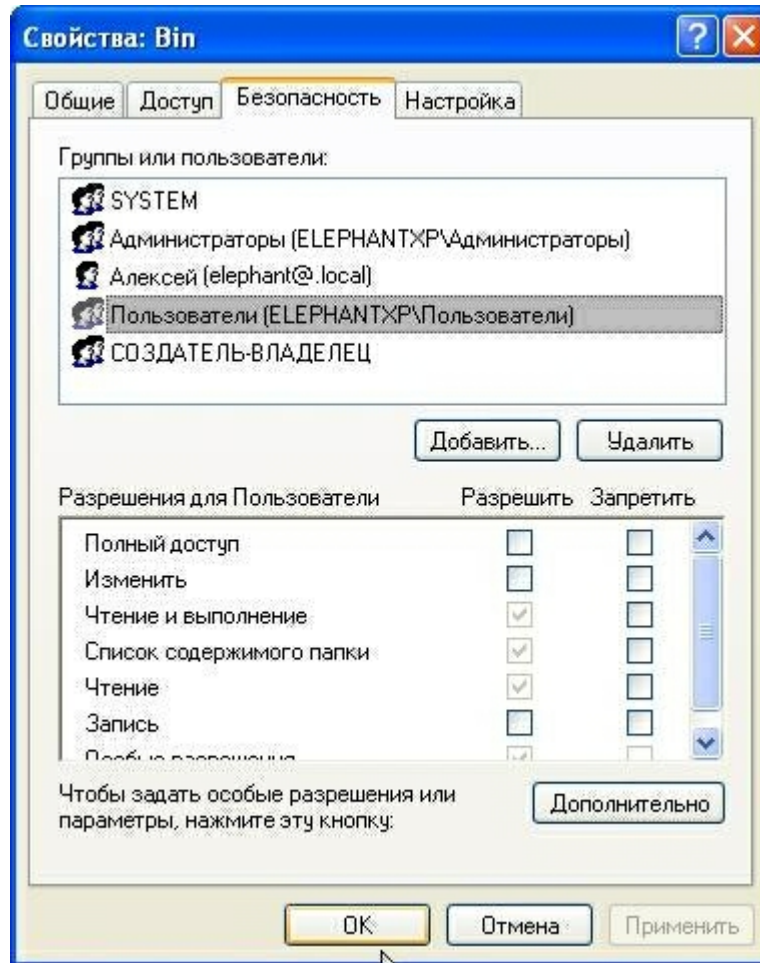 Свойства: Bin
Общие Доступ Безопасность Настройка
Группы или пользователи:
SYSTEM
Администраторы (ELEPHANTXP\Администраторы)
Алексей (elephant@.local)
Пользователи (ELEPHANTXP\Пользователи)
СОЗДАТЕЛЬ-ВЛАДЕЛЕЦ
Добавить... Удалить
Разрешения для Пользователи Разрешить Запретить
Полный доступ
Изменить
Чтение и выполнение
Список содержимого папки
Чтение
Запись
Особые разрешения
Чтобы задать особые разрешения или
параметры, нажмите эту кнопку:
Дополнительно
OK Отмена Применить